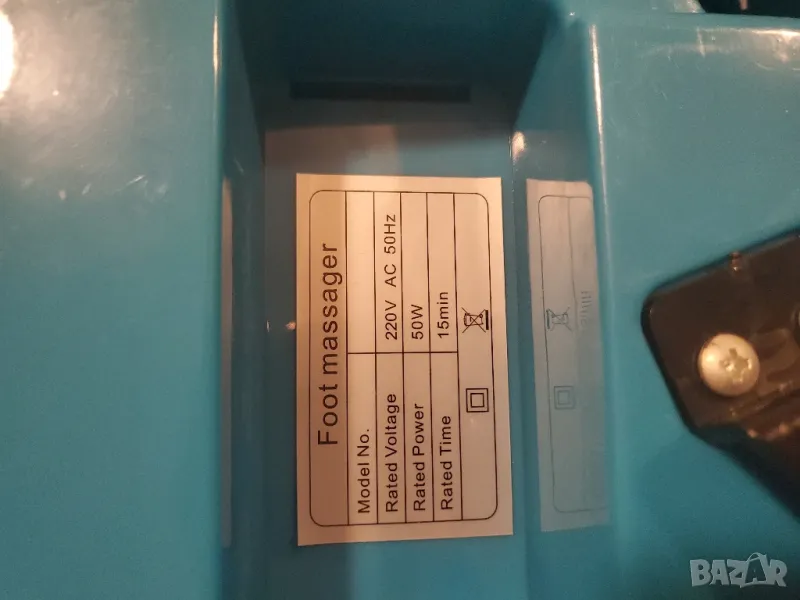 Foot massager
Model No.
Rated Voltage 220V AC 50Hz
Rated Power 50W
Rated Time 15min
BAZAR